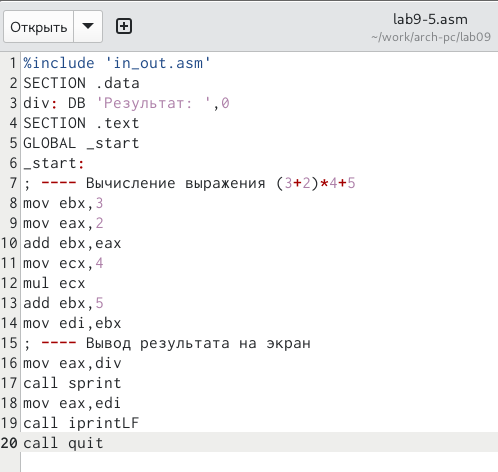 Открыть
lab9-5.asm
~/work/arch-pc/lab09
1 %include 'in_out.asm'
2 SECTION .data
3 div: DB 'Результат: ',0
4 SECTION .text
5 GLOBAL _start
6 _start:
7 ; ---- Вычисление выражения (3+2)*4+5
8 mov ebx,3
9 mov eax,2
10 add ebx,eax
11 mov ecx,4
12 mul ecx
13 add ebx,5
14 mov edi,ebx
15 ; ---- Вывод результата на экран
16 mov eax,div
17 call sprint
18 mov eax,edi
19 call iprintLF
20 call quit